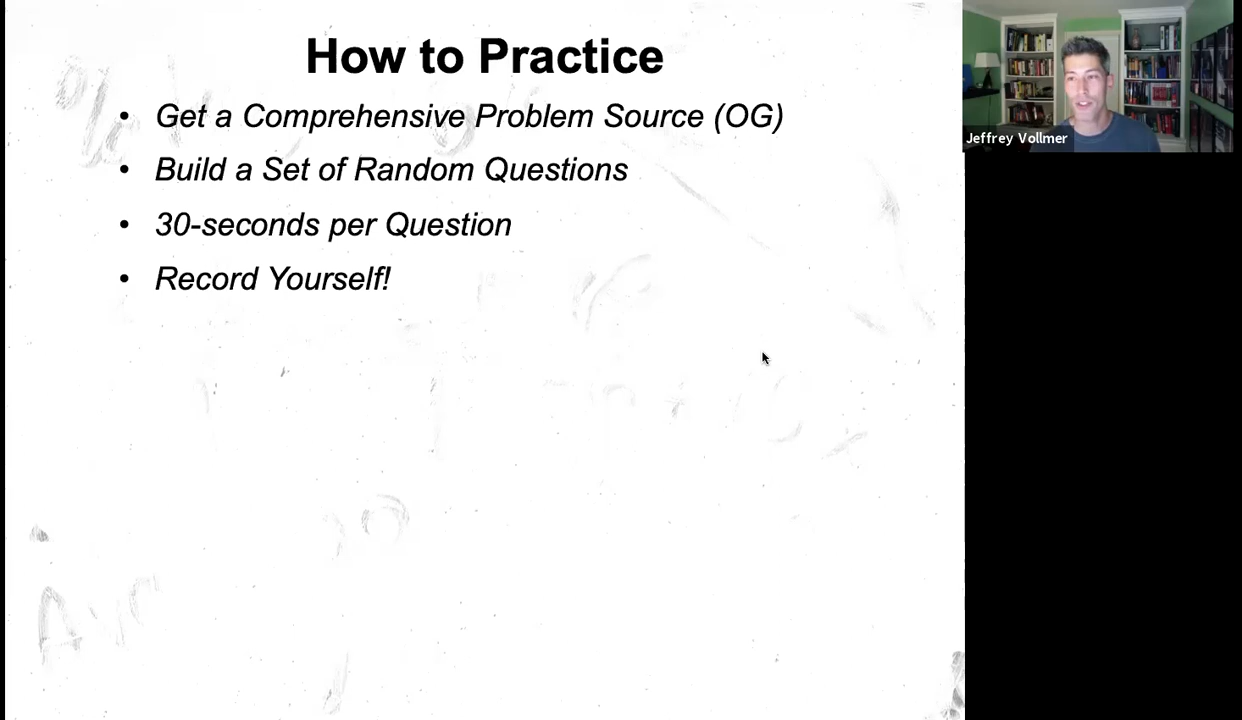 How to Practice
• Get a Comprehensive Problem Source (OG)
• Build a Set of Random Questions
• 30-seconds per Question
• Record Yourself!
Jeffrey Vollmer